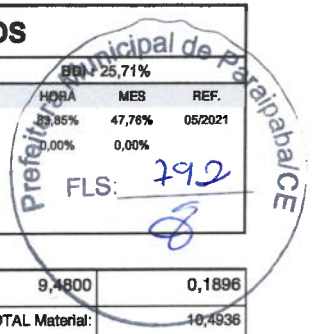 OS
BDI: 25,71%
HORA MES REF.
83,85% 47,76% 05/2021
0,00% 0,00%
Prefeitura Municipal de Paraipaba/CE
FLS: 792
9,4800 0,1896
TOTAL Material: 10,4936